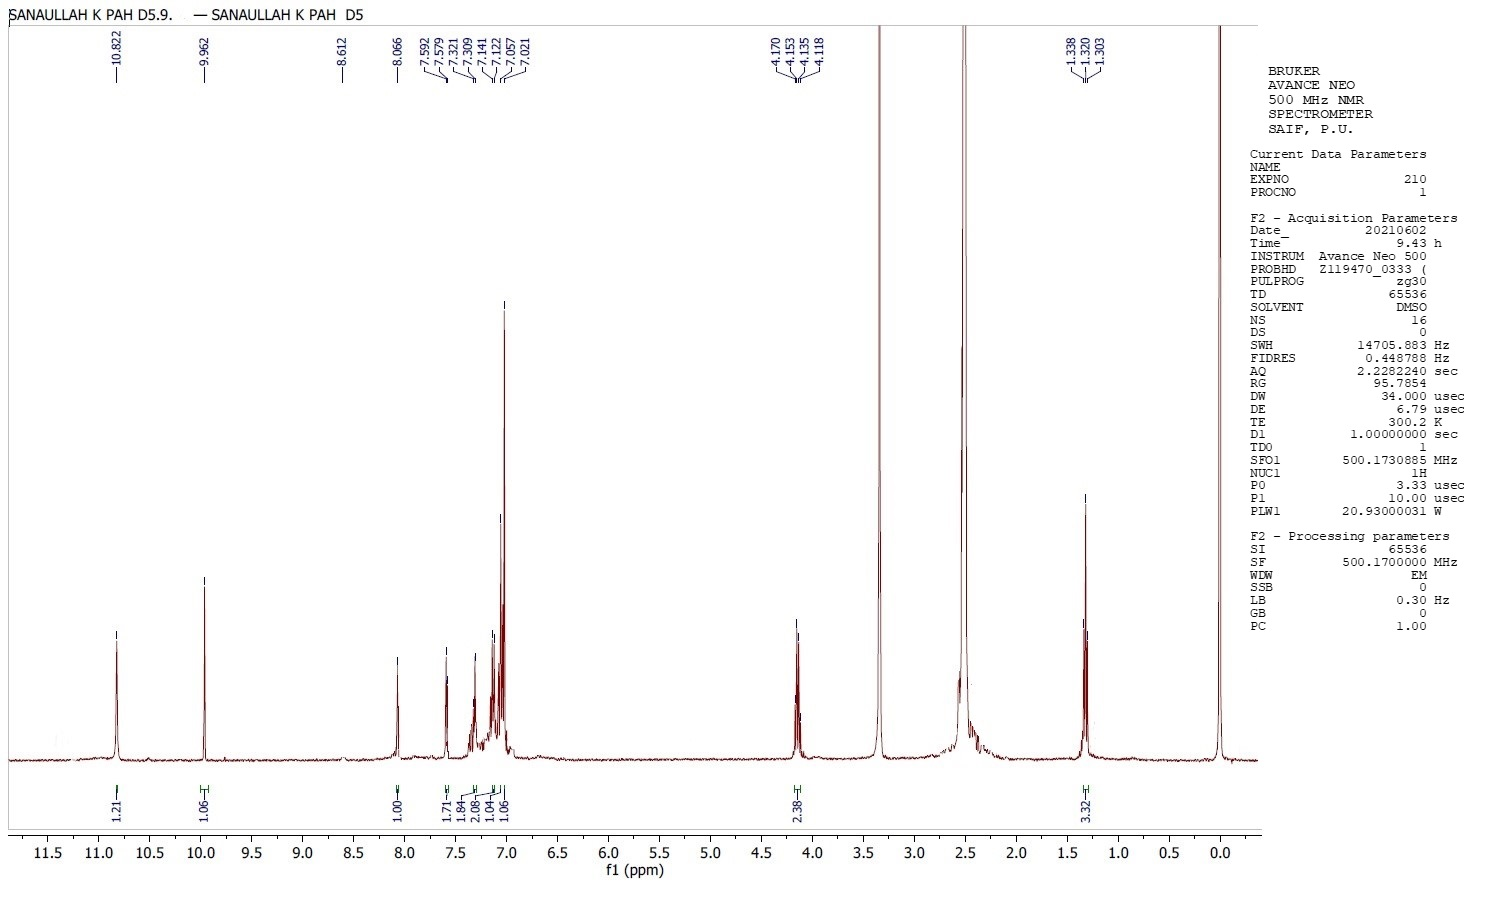 SANAULLAH K PAH D5.9. — SANAULLAH K PAH D5
10.822
9.962
8.612
8.066
7.592
7.579
7.321
7.309
7.141
7.122
7.057
7.021
4.170
4.153
4.135
4.118
1.338
1.320
1.303
BRUKER
AVANCE NEO
500 MHz NMR
SPECTROMETER
SAIF, P.U.
Current Data Parameters
NAME
EXPNO 210
PROCNO 1
F2 - Acquisition Parameters
Date_ 20210602
Time 9.43 h
INSTRUM Avance Neo 500
PROBHD Z119470_0333 (
PULPROG zg30
TD 65536
SOLVENT DMSO
NS 16
DS 0
SWH 14705.883 Hz
FIDRES 0.448788 Hz
AQ 2.2282240 sec
RG 95.7854
DW 34.000 usec
DE 6.79 usec
TE 300.2 K
D1 1.00000000 sec
TD0 1
SFO1 500.1730885 MHz
NUC1 1H
P0 3.33 usec
P1 10.00 usec
PLW1 20.93000031 W
F2 - Processing parameters
SI 65536
SF 500.1700000 MHz
WDW EM
SSB 0
LB 0.30 Hz
GB 0
PC 1.00
1.21
1.06
1.00
1.71
1.84
2.08
1.04
1.06
2.38
3.32
11.5 11.0 10.5 10.0 9.5 9.0 8.5 8.0 7.5 7.0 6.5 6.0 5.5 5.0 4.5 4.0 3.5 3.0 2.5 2.0 1.5 1.0 0.5 0.0
f1 (ppm)